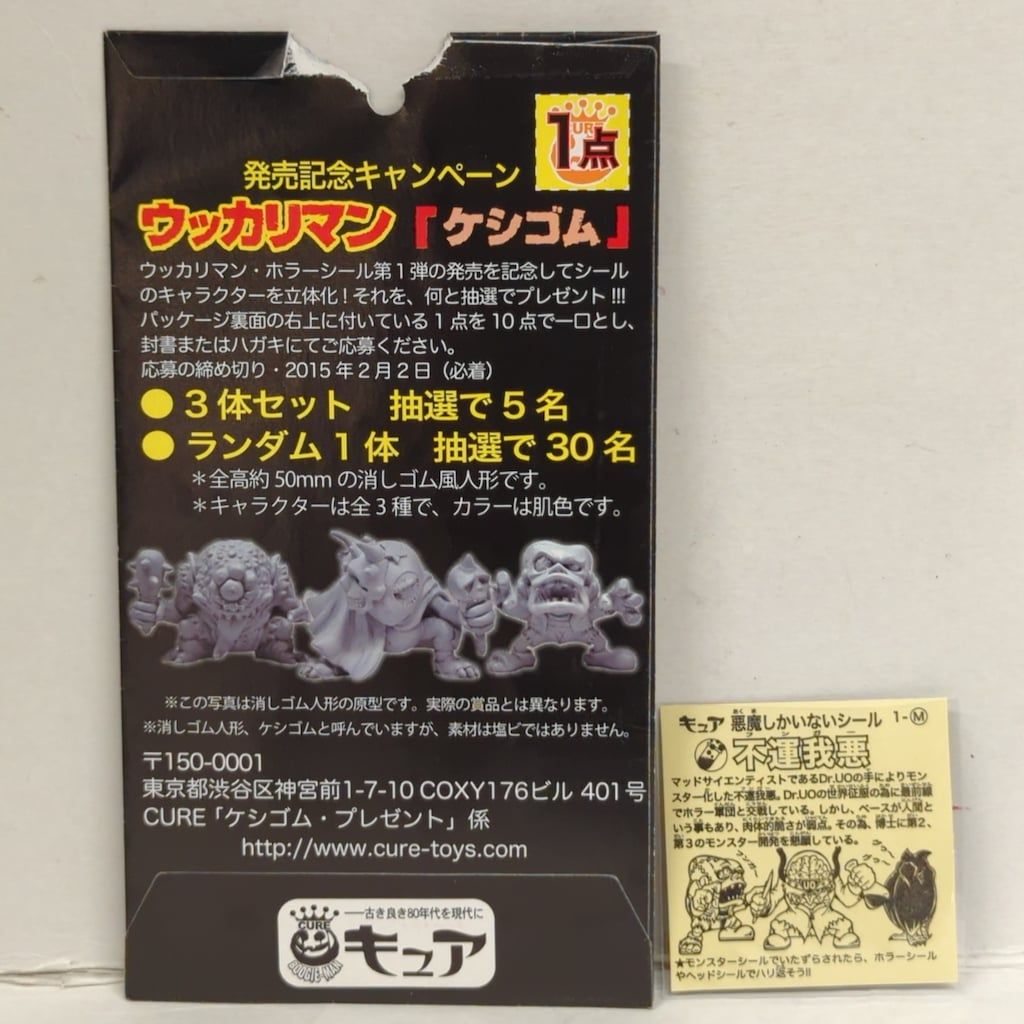 CURE
1点
発売記念キャンペーン
ウッカリマン「ケシゴム」
ウッカリマン・ホラーシール第1弾の発売を記念してシール
のキャラクターを立体化!それを、何と抽選でプレゼント!!!
パッケージ裏面の右上に付いている1点を10点で一口とし、
封書またはハガキにてご応募ください。
応募の締め切り・2015年2月2日(必着)
●3体セット 抽選で5名
●ランダム1体 抽選で30名
＊全高約50mmの消しゴム風人形です。
＊キャラクターは全3種で、カラーは肌色です。
※この写真は消しゴム人形の原型です。実際の賞品とは異なります。
※消しゴム人形、ケシゴムと呼んでいますが、素材は塩ビではありません。
〒150-0001
東京都渋谷区神宮前1-7-10 COXY176ビル 401号
CURE「ケシゴム・プレゼント」係
http://www.cure-toys.com
──古き良き80年代を現代に
CURE
BOOGIE-MAN
キュア
キュア 悪魔しかいないシール 1-Ⓜ
あくま
フンガー
不運我悪
マッドサイエンティストであるDr.UOの手によりモン
スター化した不運我悪。Dr.UOの世界征服の為に最前線
でホラー軍団と交戦している。しかし、ベースが人間と
いう事もあり、肉体的脆さが弱点。その為、博士に第2、
第3のモンスター開発を懇願している。
フンガー
UO
グゥー
グゥー
★モンスターシールでいたずらされたら、ホラーシール
やヘッドシールでハリ返そう!!